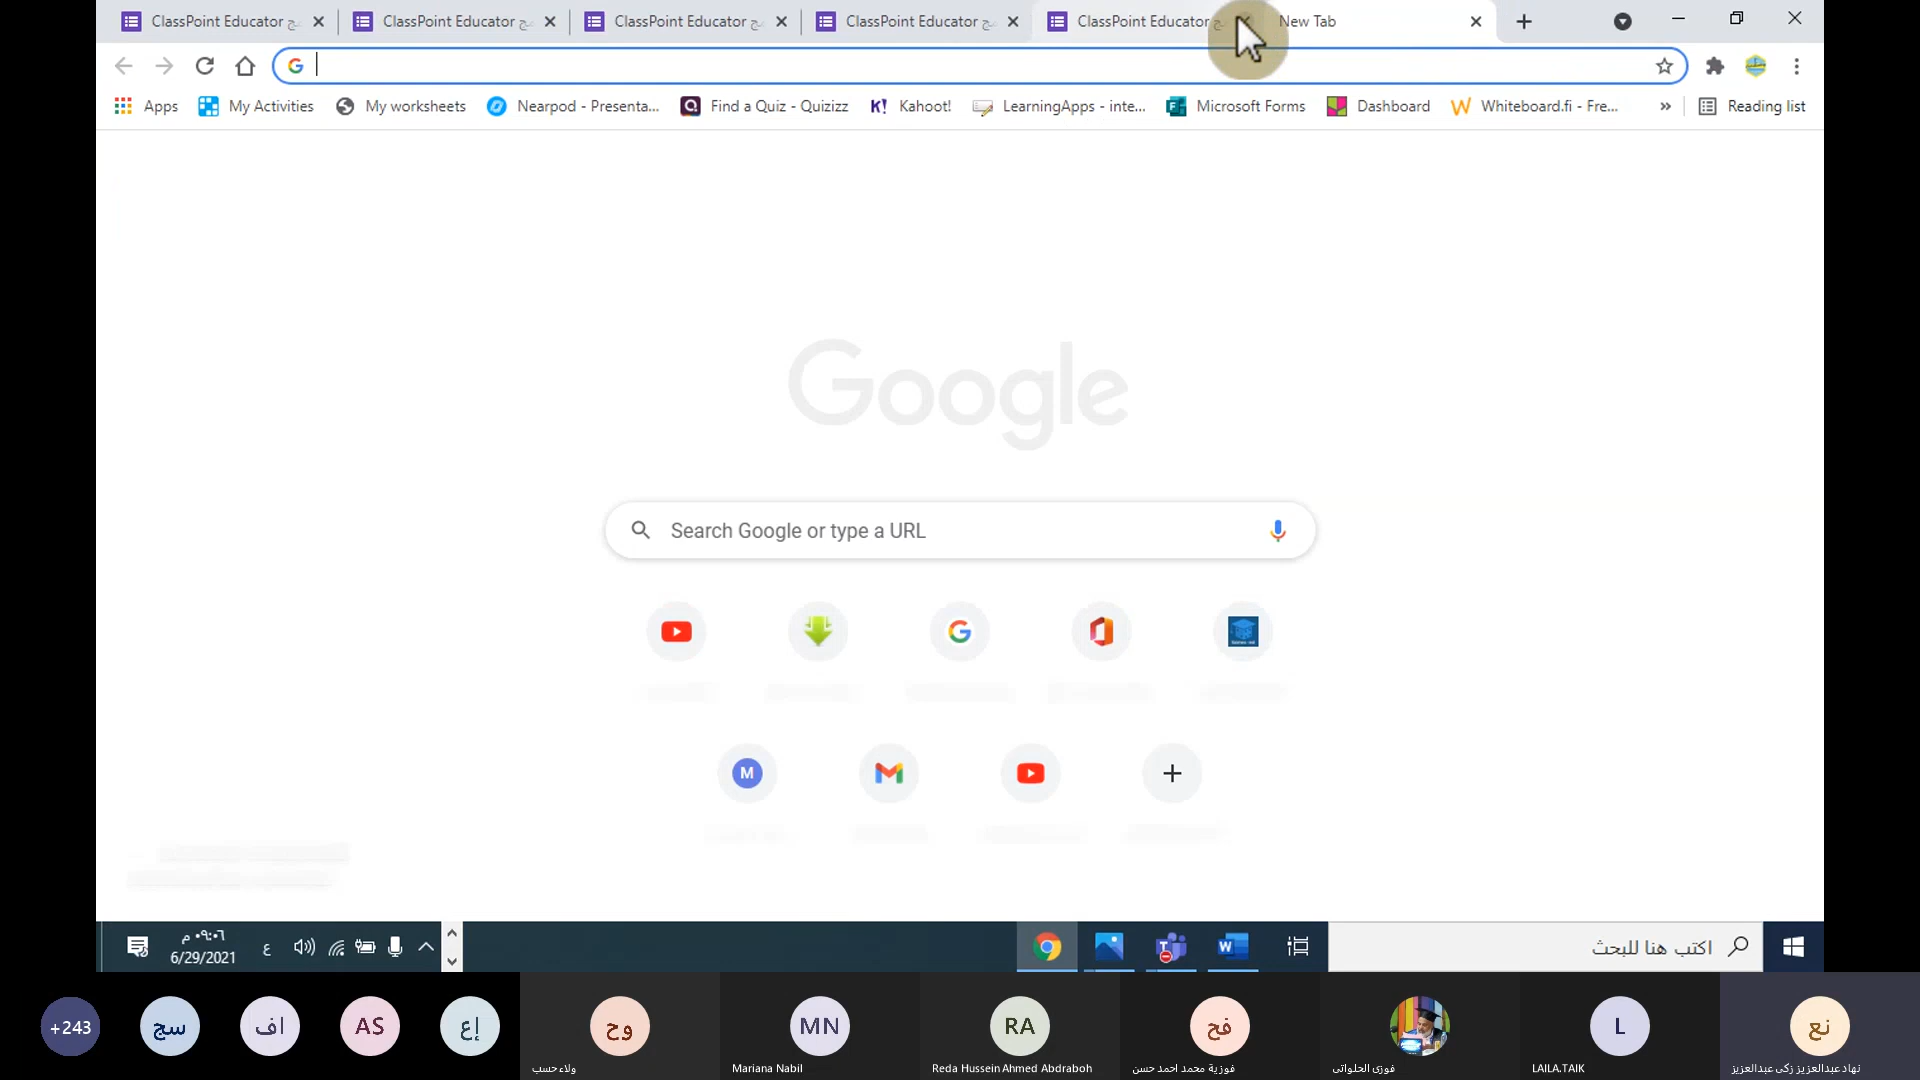 ClassPoint Educator
ClassPoint Educator
ClassPoint Educator
ClassPoint Educator
ClassPoint Educator
New Tab
Apps
My Activities
My worksheets
Nearpod - Presenta...
Find a Quiz - Quizizz
K! Kahoot!
LearningApps - inte...
Microsoft Forms
Dashboard
Whiteboard.fi - Fre...
Reading list
Google
Search Google or type a URL
M
٠٩:٠٦ م
6/29/2021
ع
اكتب هنا للبحث
+243
سج
اف
AS
إع
وح
MN
RA
فح
L
نع
ولاء حسب
Mariana Nabil
Reda Hussein Ahmed Abdraboh
فوزية محمد احمد حسن
فوزى الحلواتى
LAILA.TAIK
نهاد عبدالعزيز زكى عبدالعزيز